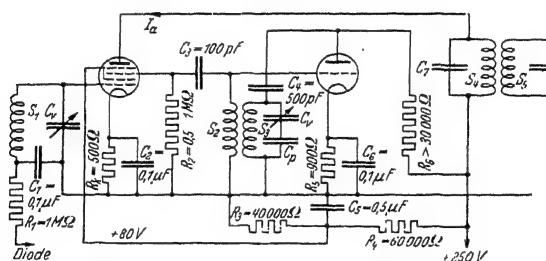 Iₐ
C₃=100pF
C₄=
500pF
C₇
S₄
S₅
S₁
Cᵥ
S₂
S₃
Cᵥ
Cₚ
R₂=0,5
1MΩ
C₁=
0,1μF
R₁=1MΩ
500Ω
C₂=
0,1μF
R₅=900Ω
C₆=
0,1μF
R₆>30000Ω
C₅=0,5μF
R₃=40000Ω
R₄=60000Ω
+80V
+250V
Diode